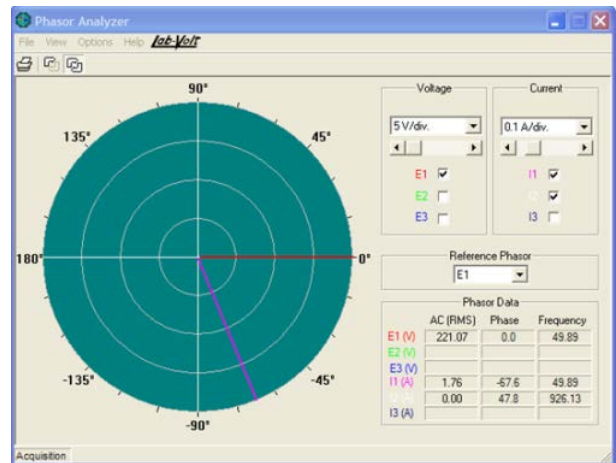 Phasor Analyzer
File View Options Help Lab-Volt
Voltage
Current
5 V/div.
0.1 A/div.
E1
E2
E3
I1
I2
I3
Reference Phasor
E1
Phasor Data
AC (RMS) Phase Frequency
E1 (V) 221.07 0.0 49.89
E2 (V)
E3 (V)
I1 (A) 1.76 -67.6 49.89
I2 (A) 0.00 47.8 926.13
I3 (A)
90°
135°
45°
180°
0°
-135°
-45°
-90°
Acquisition